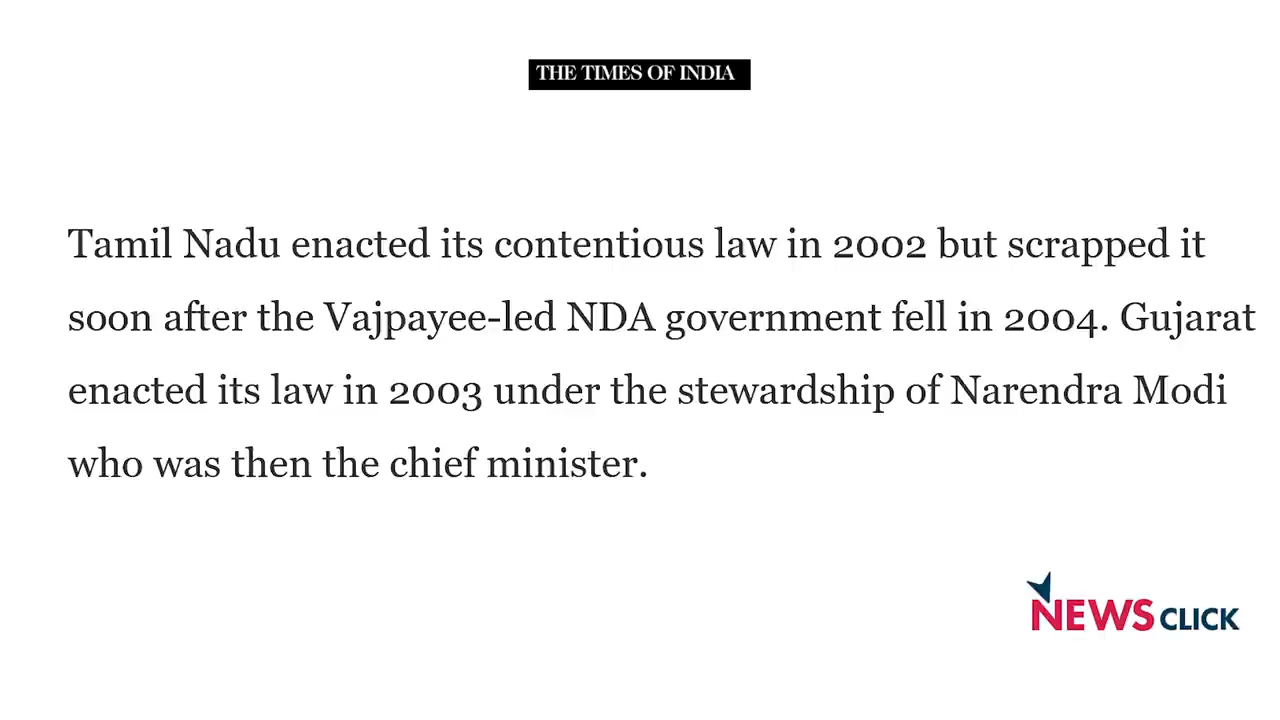 THE TIMES OF INDIA
Tamil Nadu enacted its contentious law in 2002 but scrapped it
soon after the Vajpayee-led NDA government fell in 2004. Gujarat
enacted its law in 2003 under the stewardship of Narendra Modi
who was then the chief minister.
NEWS CLICK